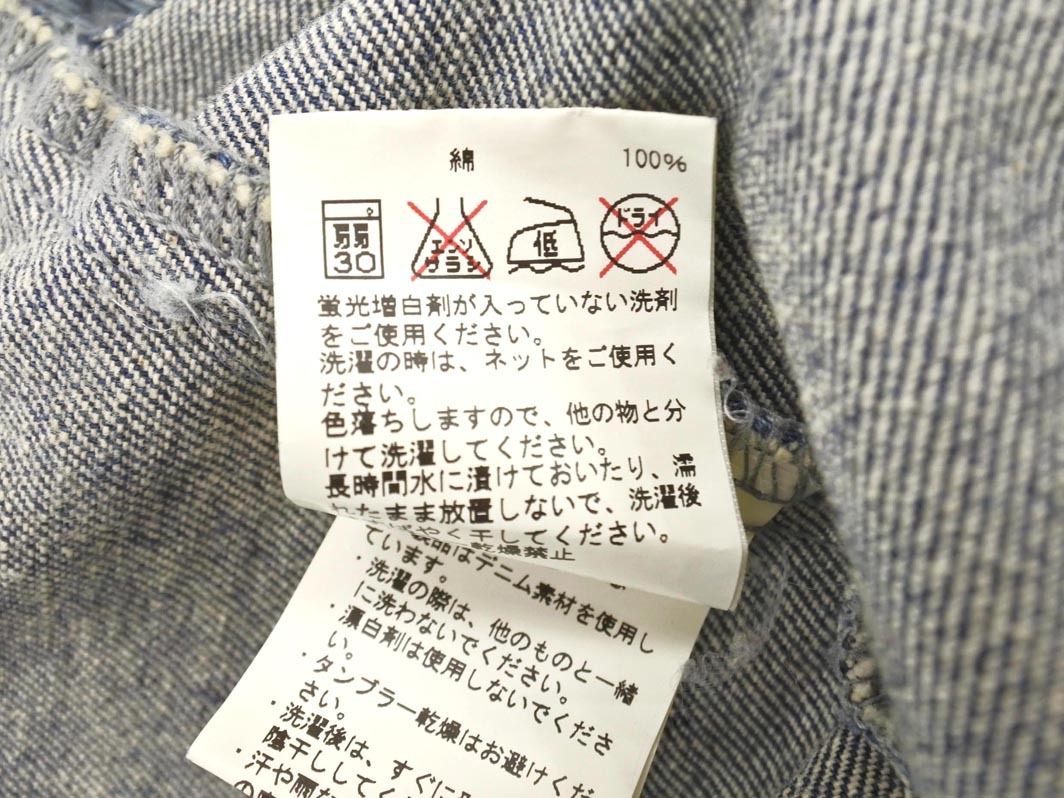 綿 100%
弱 30 エンソ サラシ 低 ドライ
蛍光増白剤が入っていない洗剤
をご使用ください。
洗濯の時は、ネットをご使用く
ださい。
色落ちしますので、他の物と分
けて洗濯してください。
長時間水に漬けておいたり、濡
れたまま放置しないで、洗濯後
やく干してください。
乾燥禁止
品はデニム素材を使用し
ています。
・洗濯の際は、他のものと一緒
に洗わないでください。
・漂白剤は使用しないでくださ
い。
・タンブラー乾燥はお避けくだ
さい。
・洗濯後は、すぐに
陰干ししてく
・汗や雨な